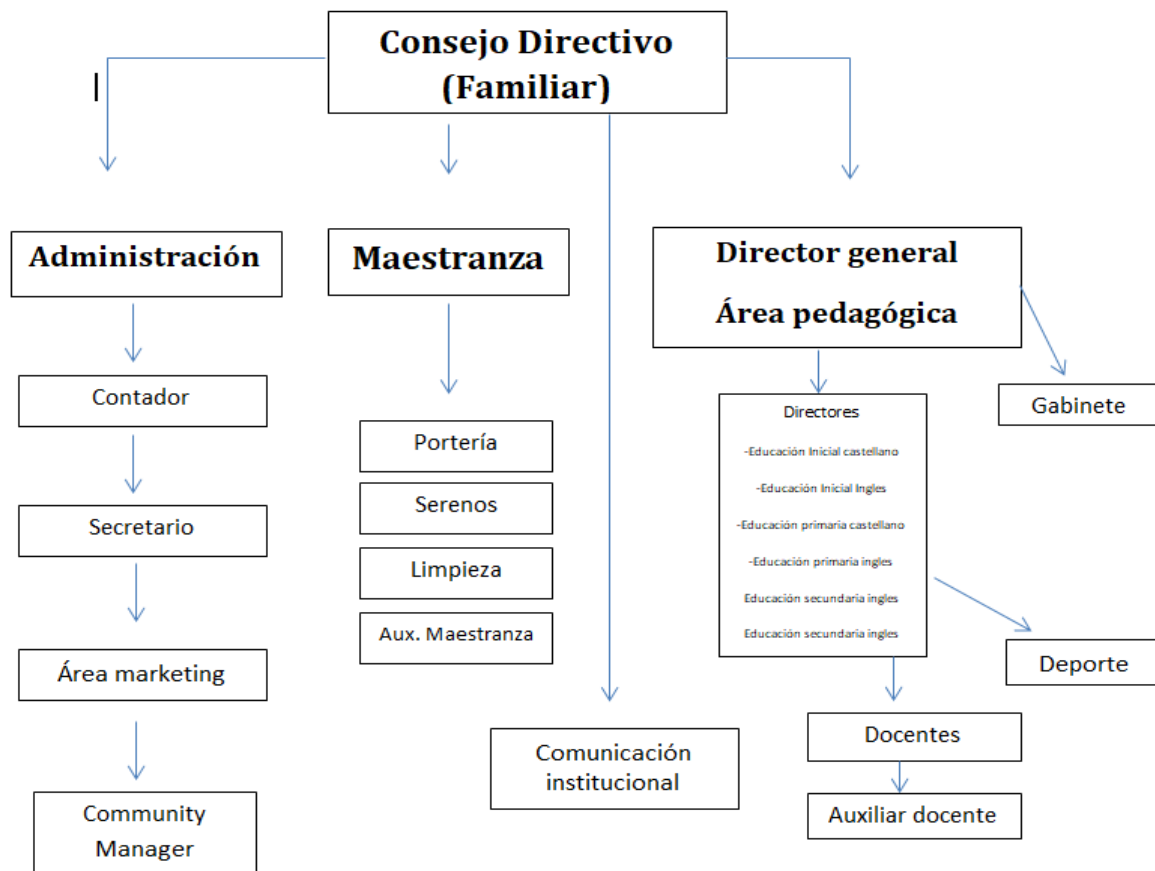 Consejo Directivo
(Familiar)
Administración
Contador
Secretario
Área marketing
Community
Manager
Maestranza
Portería
Serenos
Limpieza
Aux. Maestranza
Comunicación
institucional
Director general
Área pedagógica
Directores
-Educación Inicial castellano
-Educación Inicial Ingles
-Educación primaria castellano
-Educación primaria ingles
Educación secundaria ingles
Educación secundaria ingles
Gabinete
Deporte
Docentes
Auxiliar docente